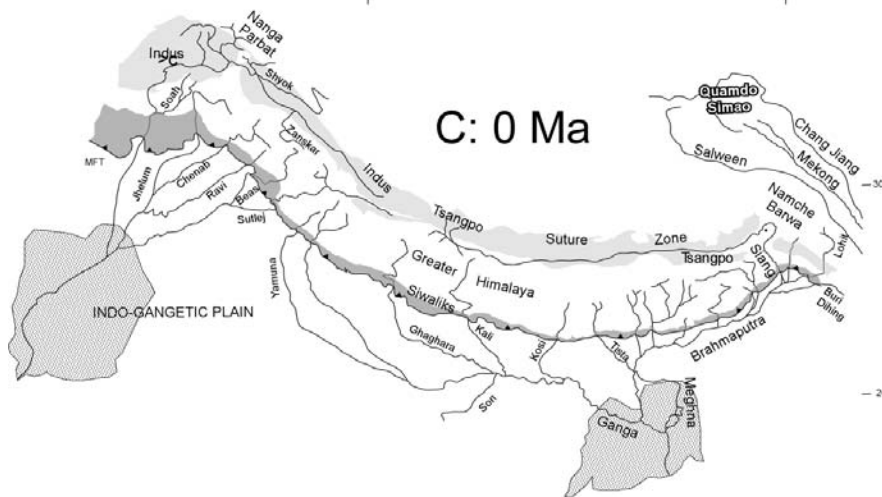 Nanga
Parbat
Indus
Shyok
Soan
Quamdo
Simao
C: 0 Ma
Zanskar
Chang Jiang
Mekong
Salween
MFT
Jhelum
Chenab
Ravi
Beas
Sutlej
Indus
Namche
Barwa
Tsangpo
Suture
Zone
Tsangpo
Siang
Lohit
Greater
Himalaya
Yamuna
Siwaliks
Buri
Dihing
INDO-GANGETIC PLAIN
Ghaghara
Kali
Kosi
Tista
Brahmaputra
Son
Ganga
Meghna